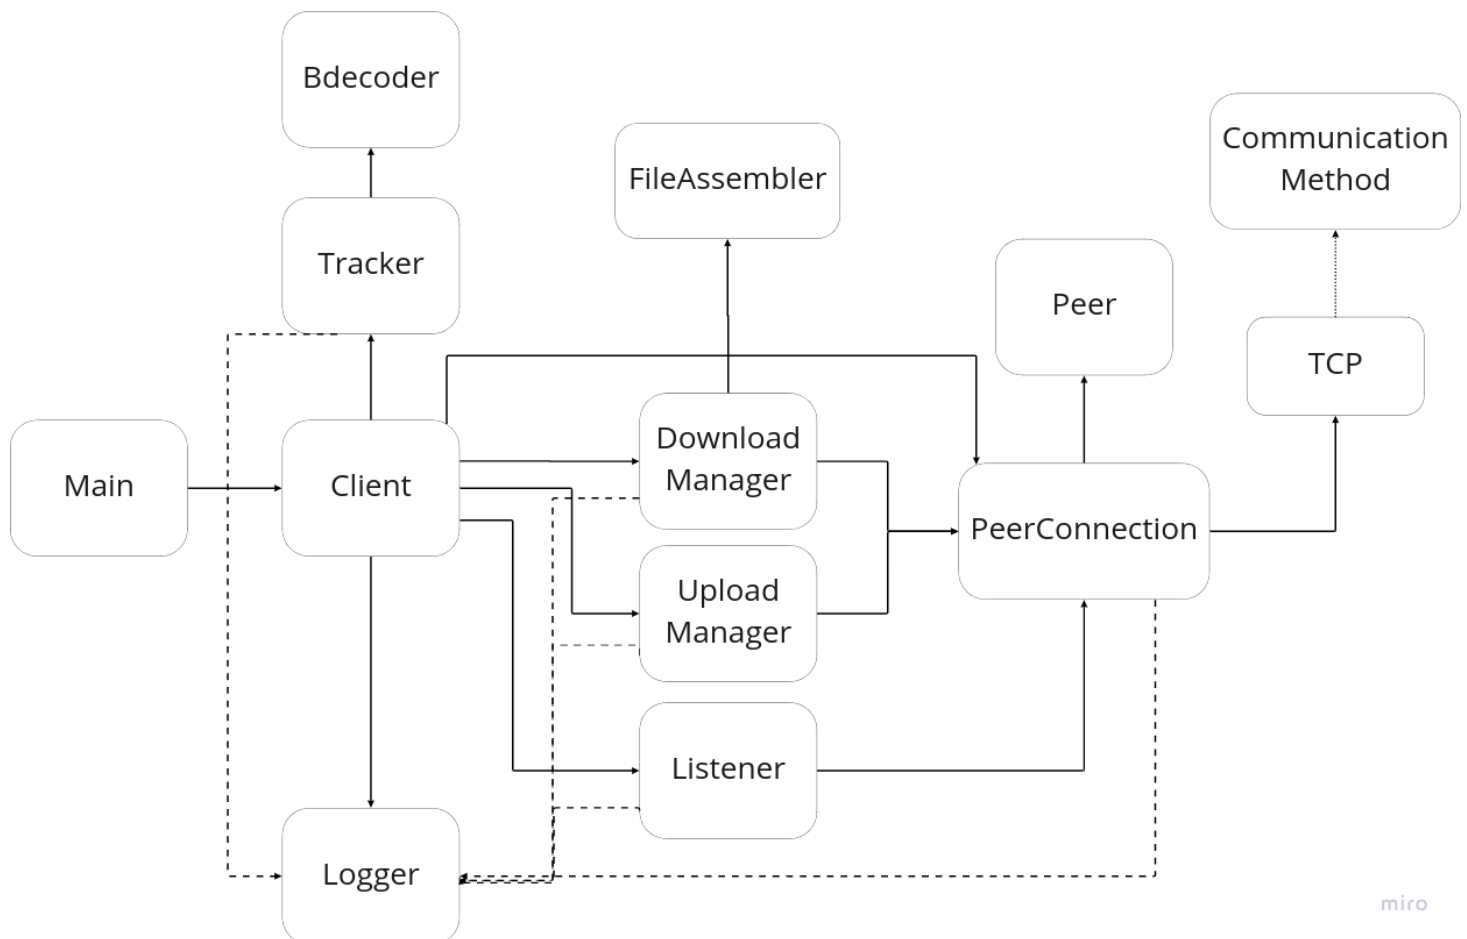 Bdecoder
Communication
Method
FileAssembler
Tracker
Peer
TCP
Download
Manager
Main
Client
PeerConnection
Upload
Manager
Listener
Logger
miro